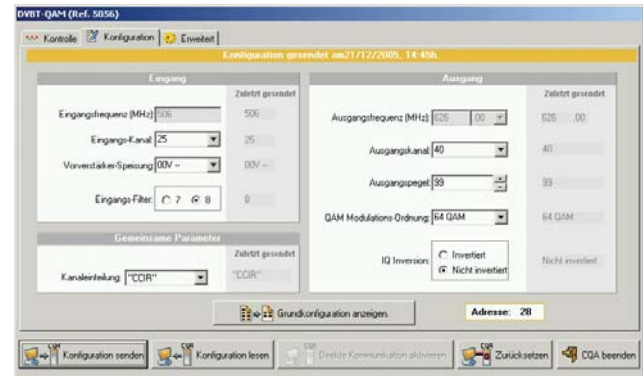 DVBT-QAM (Ref. 5056)
Kontrolle Konfiguration Erweitert
Konfiguration gesendet am21/12/2005, 14:45h.
Eingang
Zuletzt gesendet
Eingangsfrequenz (MHz): 506 506
Eingangs-Kanal: 25 25
Vorverstärker-Speisung: 00V -- 00V --
Eingangs-Filter: 7 8 8
Gemeinsame Parameter
Zuletzt gesendet
Kanaleinteilung: "CCIR" "CCIR"
Ausgang
Zuletzt gesendet
Ausgangsfrequenz (MHz): 626 .00 626 .00
Ausgangskanal: 40 40
Ausgangspegel: 99 99
QAM Modulations-Ordnung: 64 QAM 64 QAM
IQ Inversion: Invertiert
Nicht invertiert Nicht invertiert
Grundkonfiguration anzeigen. Adresse: 28
Konfiguration senden Konfiguration lesen Direkte Kommunikation aktivieren Zurücksetzen CQA beenden